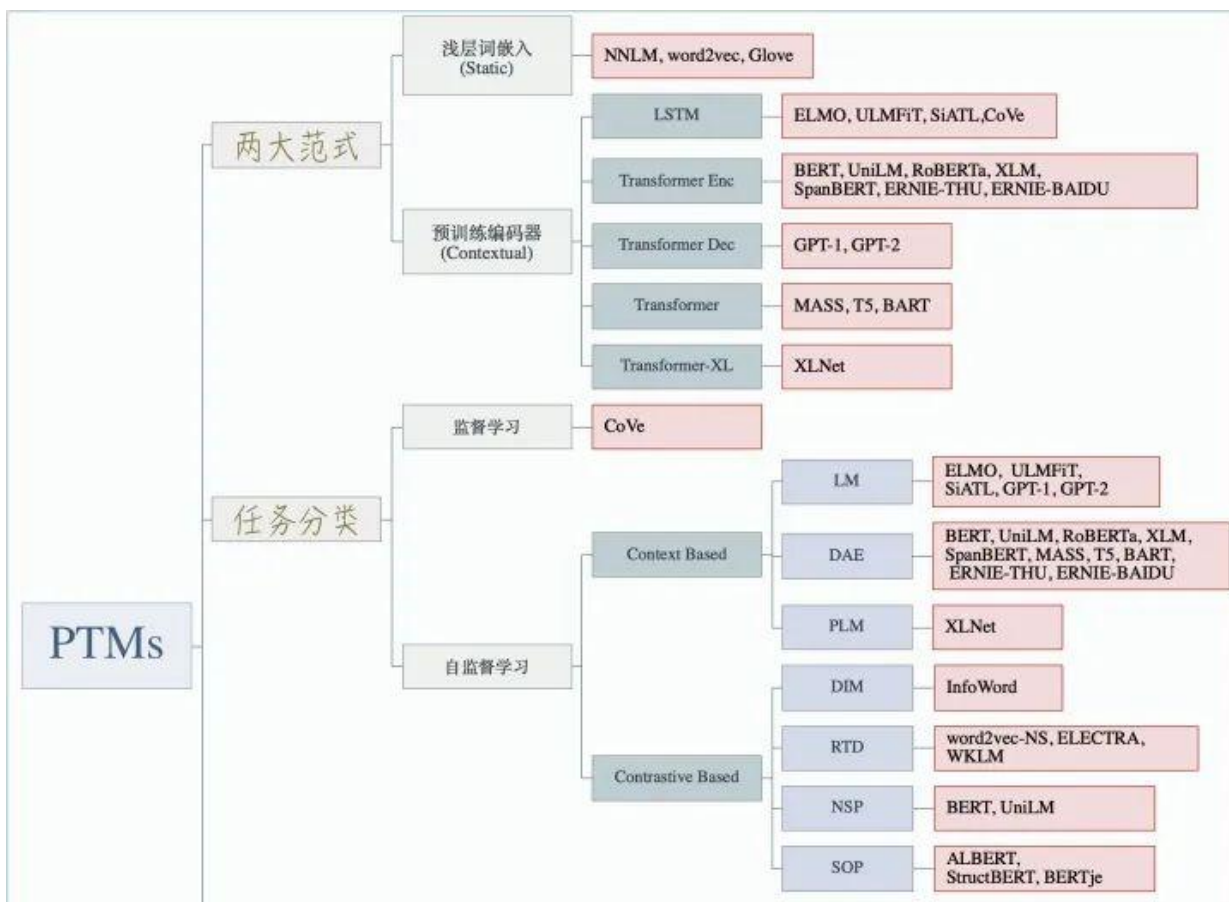 浅层词嵌入
(Static)
NNLM, word2vec, Glove
两大范式
LSTM
ELMO, ULMFiT, SiATL,CoVe
Transformer Enc
BERT, UniLM, RoBERTa, XLM,
SpanBERT, ERNIE-THU, ERNIE-BAIDU
预训练编码器
(Contextual)
Transformer Dec
GPT-1, GPT-2
Transformer
MASS, T5, BART
Transformer-XL
XLNet
监督学习
CoVe
任务分类
LM
ELMO, ULMFiT,
SiATL, GPT-1, GPT-2
Context Based
DAE
BERT, UniLM, RoBERTa, XLM,
SpanBERT, MASS, T5, BART,
ERNIE-THU, ERNIE-BAIDU
PLM
XLNet
PTMs
自监督学习
DIM
InfoWord
RTD
word2vec-NS, ELECTRA,
WKLM
Contrastive Based
NSP
BERT, UniLM
SOP
ALBERT,
StructBERT, BERTje